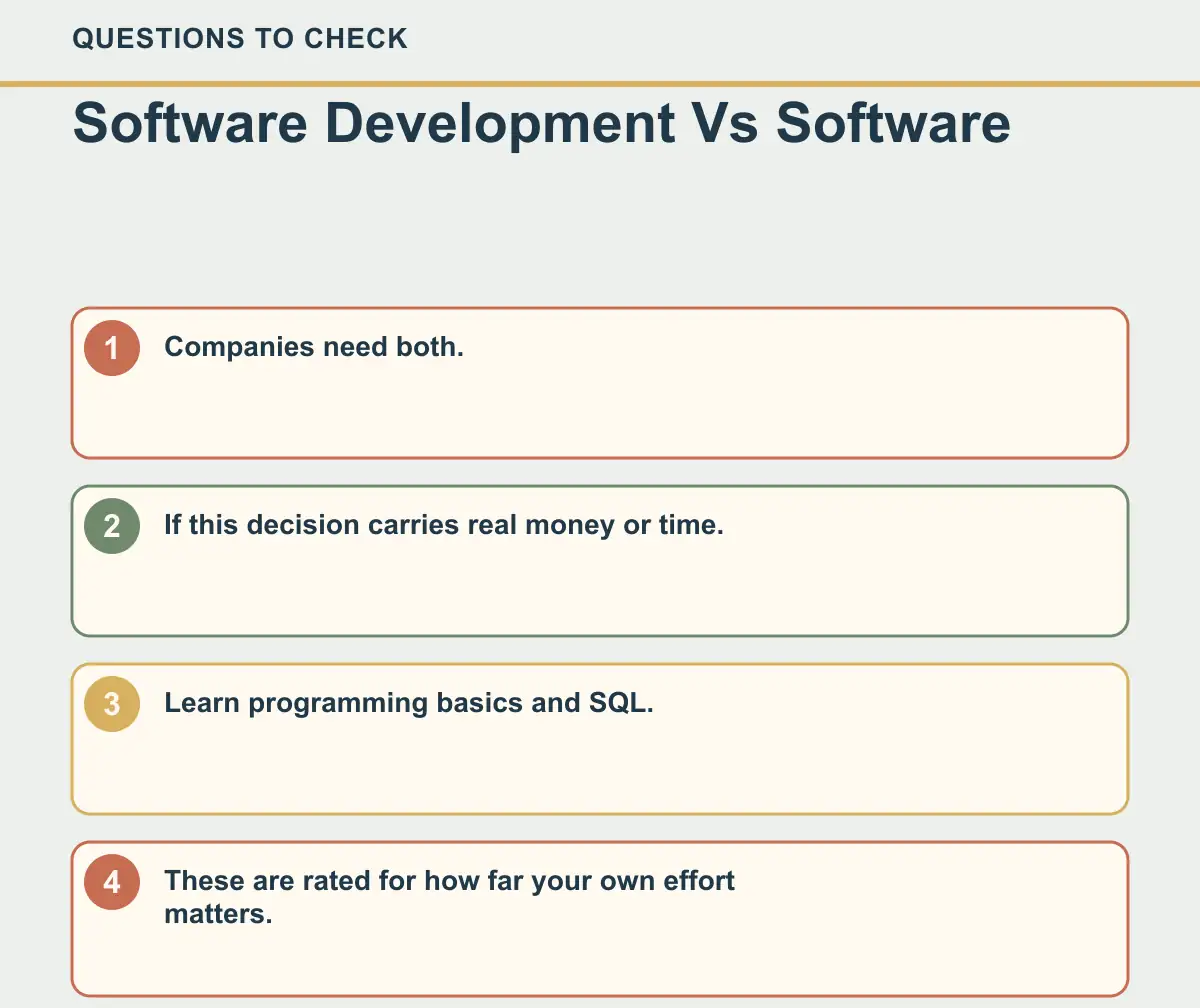 QUESTIONS TO CHECK
Software Development Vs Software
1
Companies need both.
2
If this decision carries real money or time.
3
Learn programming basics and SQL.
4
These are rated for how far your own effort
matters.